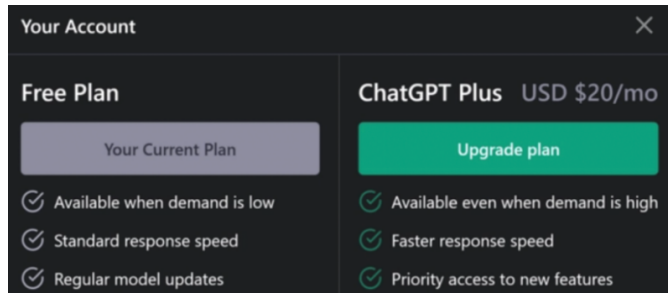 Your Account
Free Plan
Your Current Plan
Available when demand is low
Standard response speed
Regular model updates
ChatGPT Plus USD $20/mo
Upgrade plan
Available even when demand is high
Faster response speed
Priority access to new features